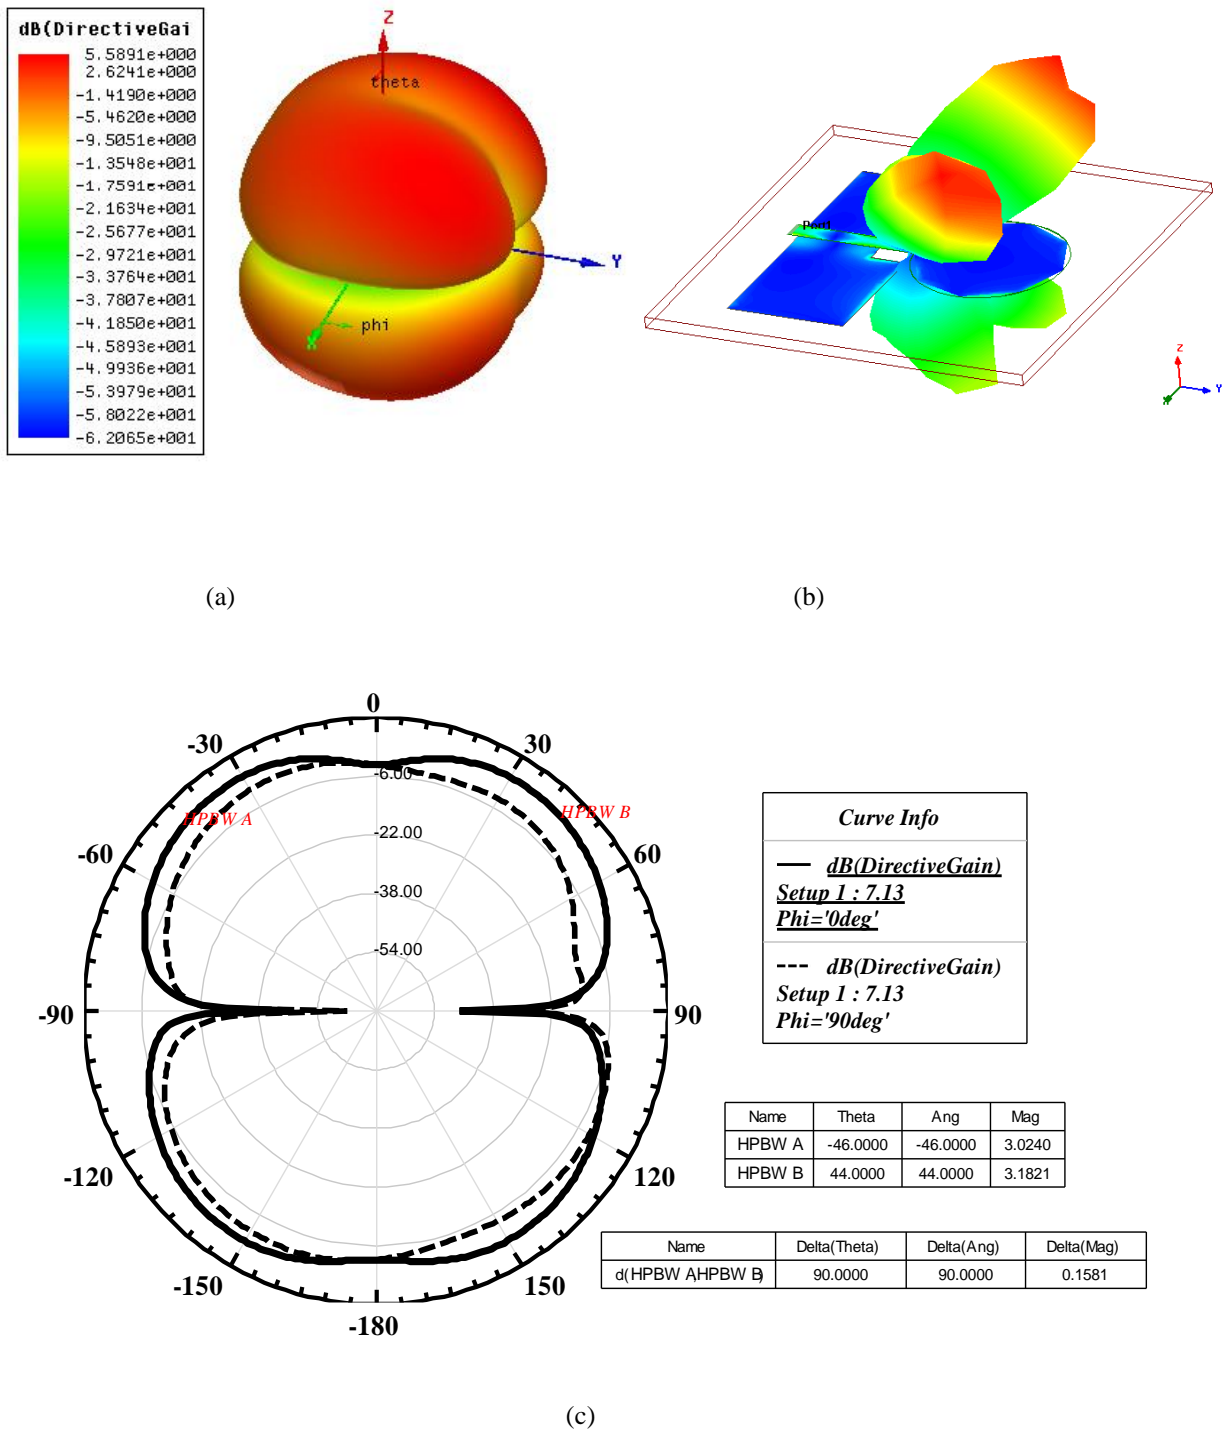 dB(DirectiveGai
5.5891e+000
2.6241e+000
-1.4190e+000
-5.4620e+000
-9.5051e+000
-1.3548e+001
-1.7591e+001
-2.1634e+001
-2.5677e+001
-2.9721e+001
-3.3764e+001
-3.7807e+001
-4.1850e+001
-4.5893e+001
-4.9936e+001
-5.3979e+001
-5.8022e+001
-6.2065e+001
Z
theta
Y
phi
X
Z
Y
X
(a)
(b)
0
-30
30
-6.00
HPBW A
HPBW B
-22.00
-60
60
-38.00
-54.00
-90
90
-120
120
-150
150
-180
Curve Info
dB(DirectiveGain)
Setup 1 : 7.13
Phi='0deg'
dB(DirectiveGain)
Setup 1 : 7.13
Phi='90deg'
Name Theta Ang Mag
HPBW A -46.0000 -46.0000 3.0240
HPBW B 44.0000 44.0000 3.1821
Name Delta(Theta) Delta(Ang) Delta(Mag)
d(HPBW A,HPBW B) 90.0000 90.0000 0.1581
(c)